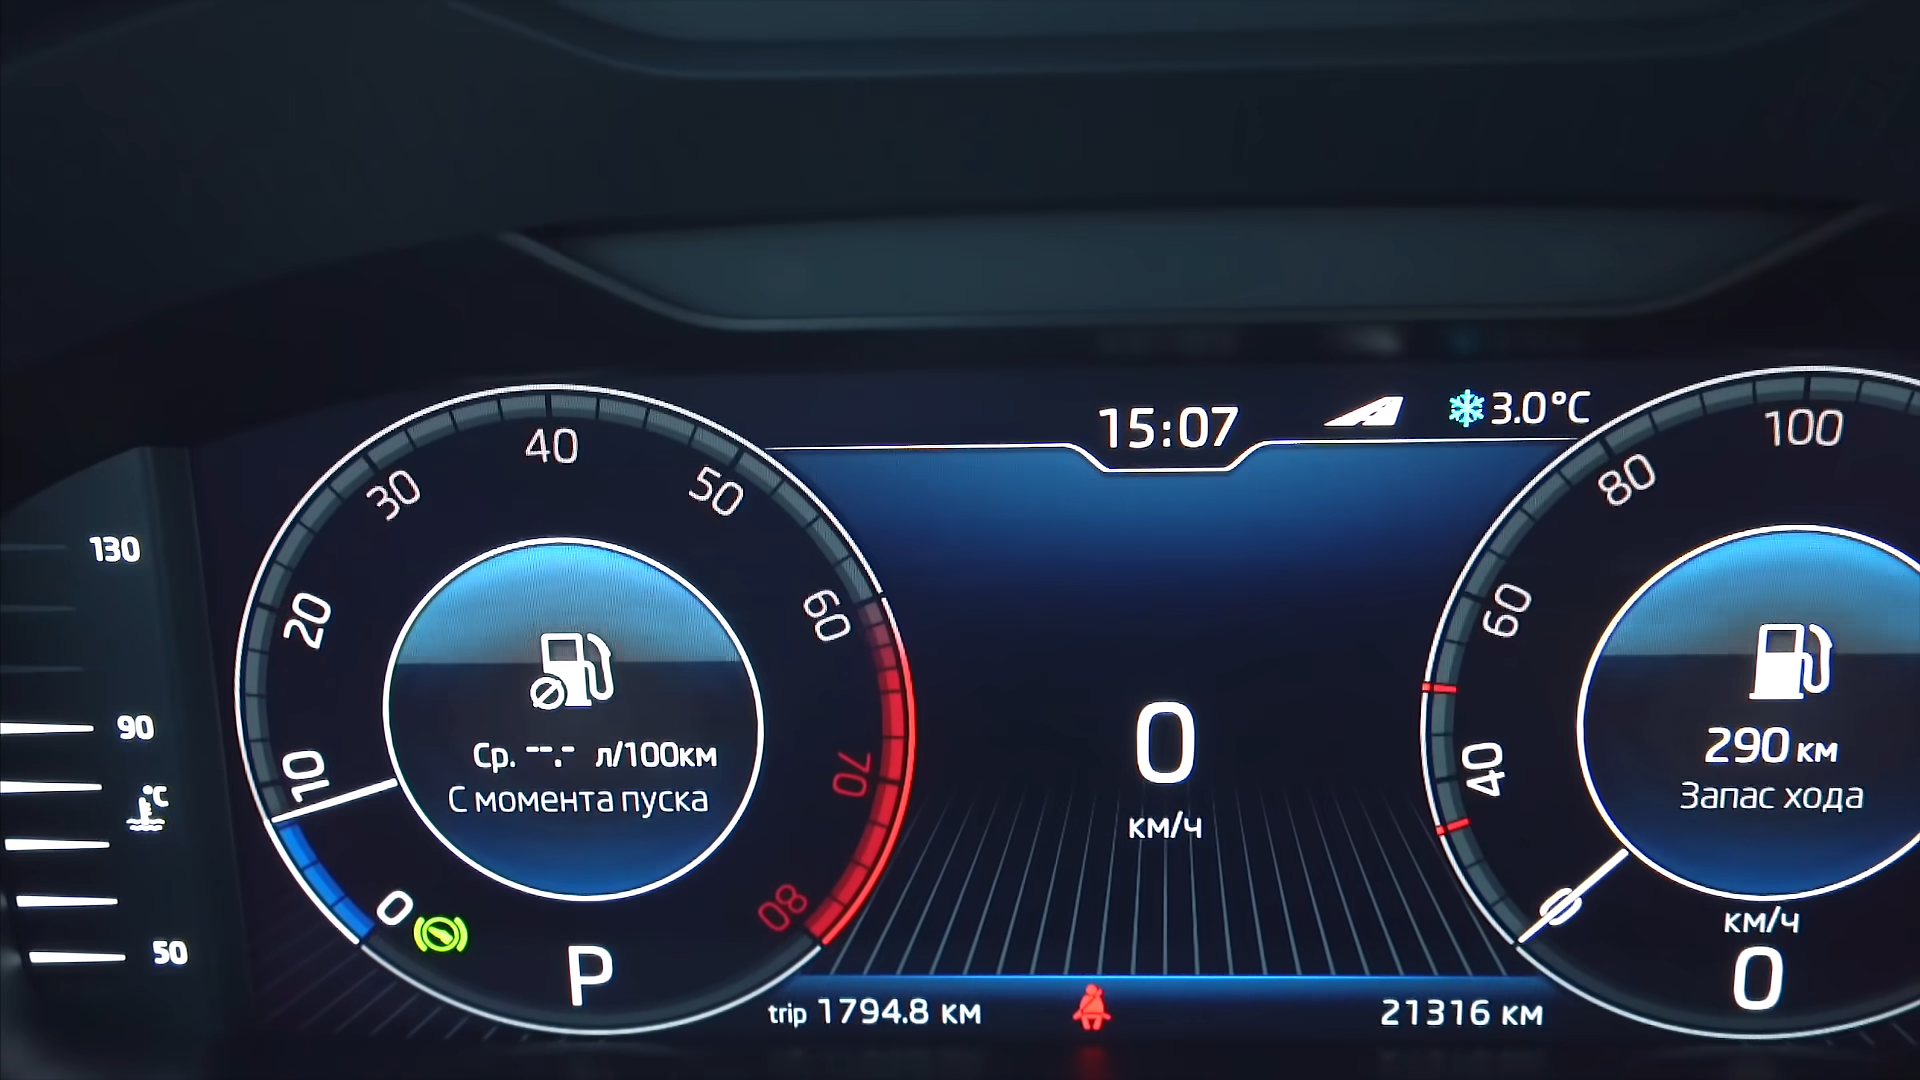 15:07
3.0°C
130
90
°C
50
0
10
20
30
40
50
60
70
80
Ср. --.- л/100км
С момента пуска
P
0
км/ч
trip 1794.8 км
21316 км
0
40
60
80
100
290 км
Запас хода
км/ч
0